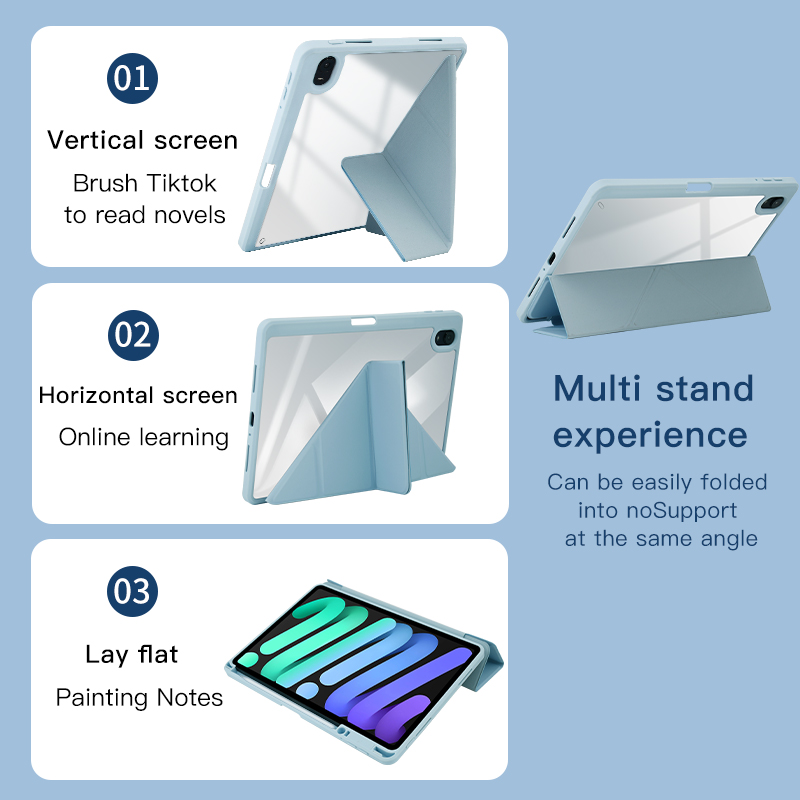 01
Vertical screen
Brush Tiktok
to read novels
02
Horizontal screen
Online learning
03
Lay flat
Painting Notes
Multi stand
experience
Can be easily folded
into noSupport
at the same angle